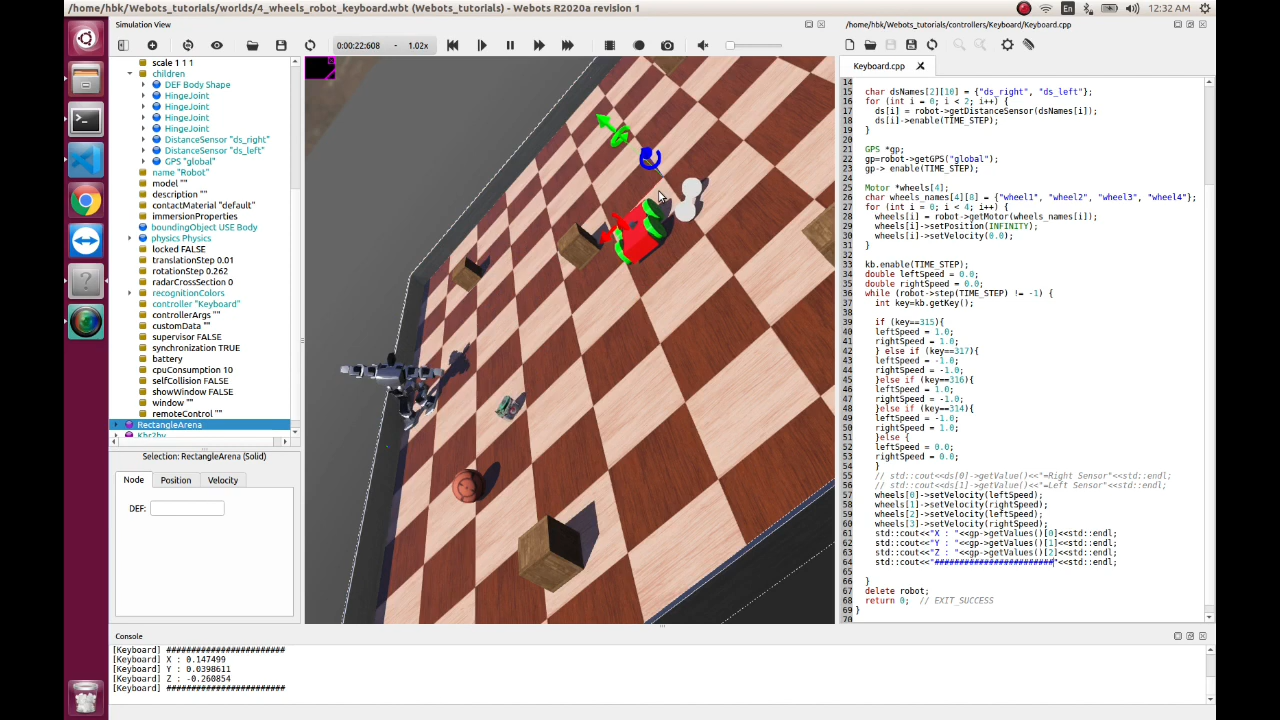 /home/hbk/Webots_tutorials/worlds/4_wheels_robot_keyboard.wbt (Webots_tutorials) - Webots R2020a revision 1
En
12:32 AM
Simulation View
0:00:22:608 - 1.02x
scale 1 1 1
children
DEF Body Shape
HingeJoint
HingeJoint
HingeJoint
HingeJoint
DistanceSensor "ds_right"
DistanceSensor "ds_left"
GPS "global"
name "Robot"
model ""
description ""
contactMaterial "default"
immersionProperties
boundingObject USE Body
physics Physics
locked FALSE
translationStep 0.01
rotationStep 0.262
radarCrossSection 0
recognitionColors
controller "Keyboard"
controllerArgs ""
customData ""
supervisor FALSE
synchronization TRUE
battery
cpuConsumption 10
selfCollision FALSE
showWindow FALSE
window ""
remoteControl ""
RectangleArena
Selection: RectangleArena (Solid)
Node Position Velocity
DEF:
/home/hbk/Webots_tutorials/controllers/Keyboard/Keyboard.cpp
Keyboard.cpp
14
15 char dsNames[2][10] = {"ds_right", "ds_left"};
16 for (int i = 0; i < 2; i++) {
17 ds[i] = robot->getDistanceSensor(dsNames[i]);
18 ds[i]->enable(TIME_STEP);
19 }
20
21 GPS *gp;
22 gp=robot->getGPS("global");
23 gp-> enable(TIME_STEP);
24
25 Motor *wheels[4];
26 char wheels_names[4][8] = {"wheel1", "wheel2", "wheel3", "wheel4"};
27 for (int i = 0; i < 4; i++) {
28 wheels[i] = robot->getMotor(wheels_names[i]);
29 wheels[i]->setPosition(INFINITY);
30 wheels[i]->setVelocity(0.0);
31 }
32
33 kb.enable(TIME_STEP);
34 double leftSpeed = 0.0;
35 double rightSpeed = 0.0;
36 while (robot->step(TIME_STEP) != -1) {
37 int key=kb.getKey();
38
39 if (key==315){
40 leftSpeed = 1.0;
41 rightSpeed = 1.0;
42 } else if (key==317){
43 leftSpeed = -1.0;
44 rightSpeed = -1.0;
45 }else if (key==316){
46 leftSpeed = 1.0;
47 rightSpeed = -1.0;
48 }else if (key==314){
49 leftSpeed = -1.0;
50 rightSpeed = 1.0;
51 }else {
52 leftSpeed = 0.0;
53 rightSpeed = 0.0;
54 }
55 // std::cout<<ds[0]->getValue()<<"=Right Sensor"<<std::endl;
56 // std::cout<<ds[1]->getValue()<<"=Left Sensor"<<std::endl;
57 wheels[0]->setVelocity(leftSpeed);
58 wheels[1]->setVelocity(rightSpeed);
59 wheels[2]->setVelocity(leftSpeed);
60 wheels[3]->setVelocity(rightSpeed);
61 std::cout<<"X : "<<gp->getValues()[0]<<std::endl;
62 std::cout<<"Y : "<<gp->getValues()[1]<<std::endl;
63 std::cout<<"Z : "<<gp->getValues()[2]<<std::endl;
64 std::cout<<"########################"<<std::endl;
65
66 }
67 delete robot;
68 return 0; // EXIT_SUCCESS
69 }
70
Console
[Keyboard] ########################
[Keyboard] X : 0.147499
[Keyboard] Y : 0.0398611
[Keyboard] Z : -0.260854
[Keyboard] ########################